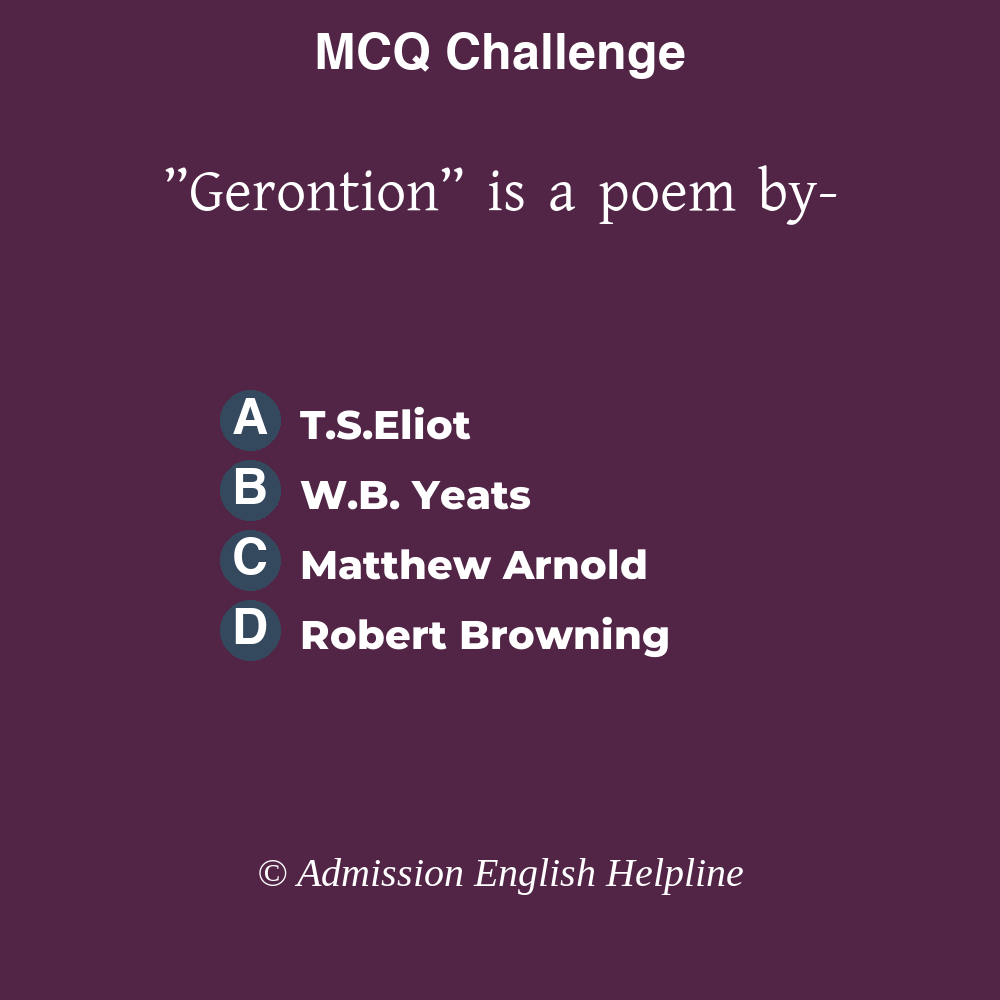 MCQ Challenge
”Gerontion” is a poem by-
A T.S.Eliot
B W.B. Yeats
C Matthew Arnold
D Robert Browning
© Admission English Helpline